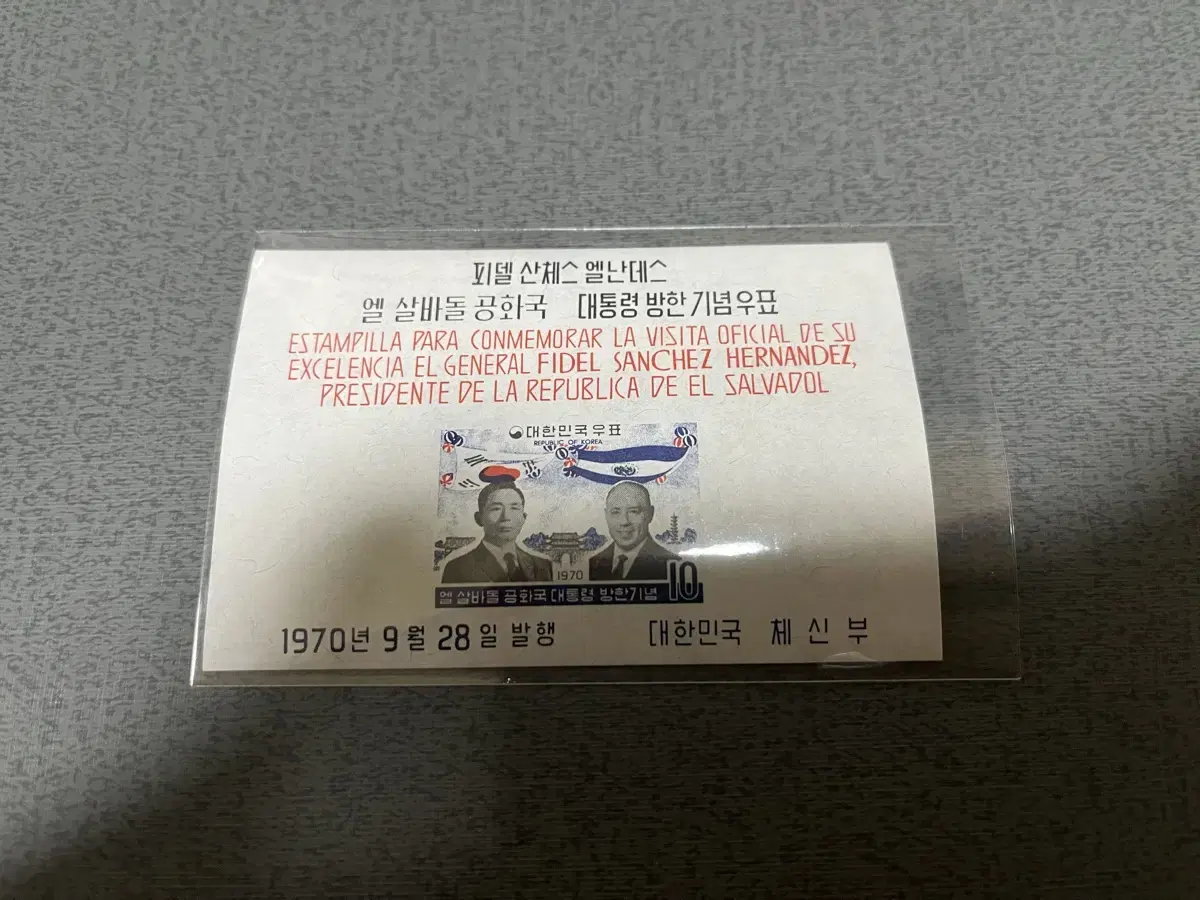 피델 산체스 엘난데스
엘 살바돌 공화국 대통령 방한 기념우표
ESTAMPILLA PARA CONMEMORAR LA VISITA OFICIAL DE SU
EXCELENCIA EL GENERAL FIDEL SANCHEZ HERNANDEZ,
PRESIDENTE DE LA REPUBLICA DE EL SALVADOL
대한민국우표
REPUBLIC OF KOREA
1970
10
엘 살바돌 공화국 대통령 방한기념
1970년 9월 28일 발행 대한민국 체신부